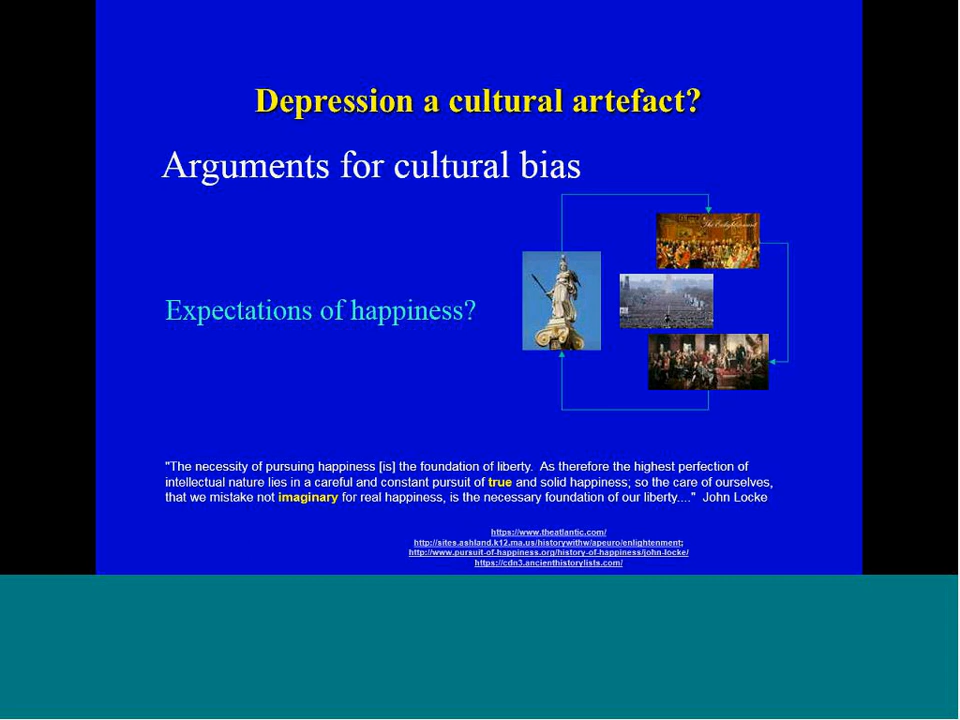 Depression a cultural artefact?
Arguments for cultural bias
The Enlightenment
Expectations of happiness?
"The necessity of pursuing happiness [is] the foundation of liberty. As therefore the highest perfection of
intellectual nature lies in a careful and constant pursuit of true and solid happiness; so the care of ourselves,
that we mistake not imaginary for real happiness, is the necessary foundation of our liberty...." John Locke
https://www.theatlantic.com/
http://sites.ashland.k12.ma.us/historywithw/apeuro/enlightenment;
http://www.pursuit-of-happiness.org/history-of-happiness/john-locke/
https://cdn3.ancienthistorylists.com/